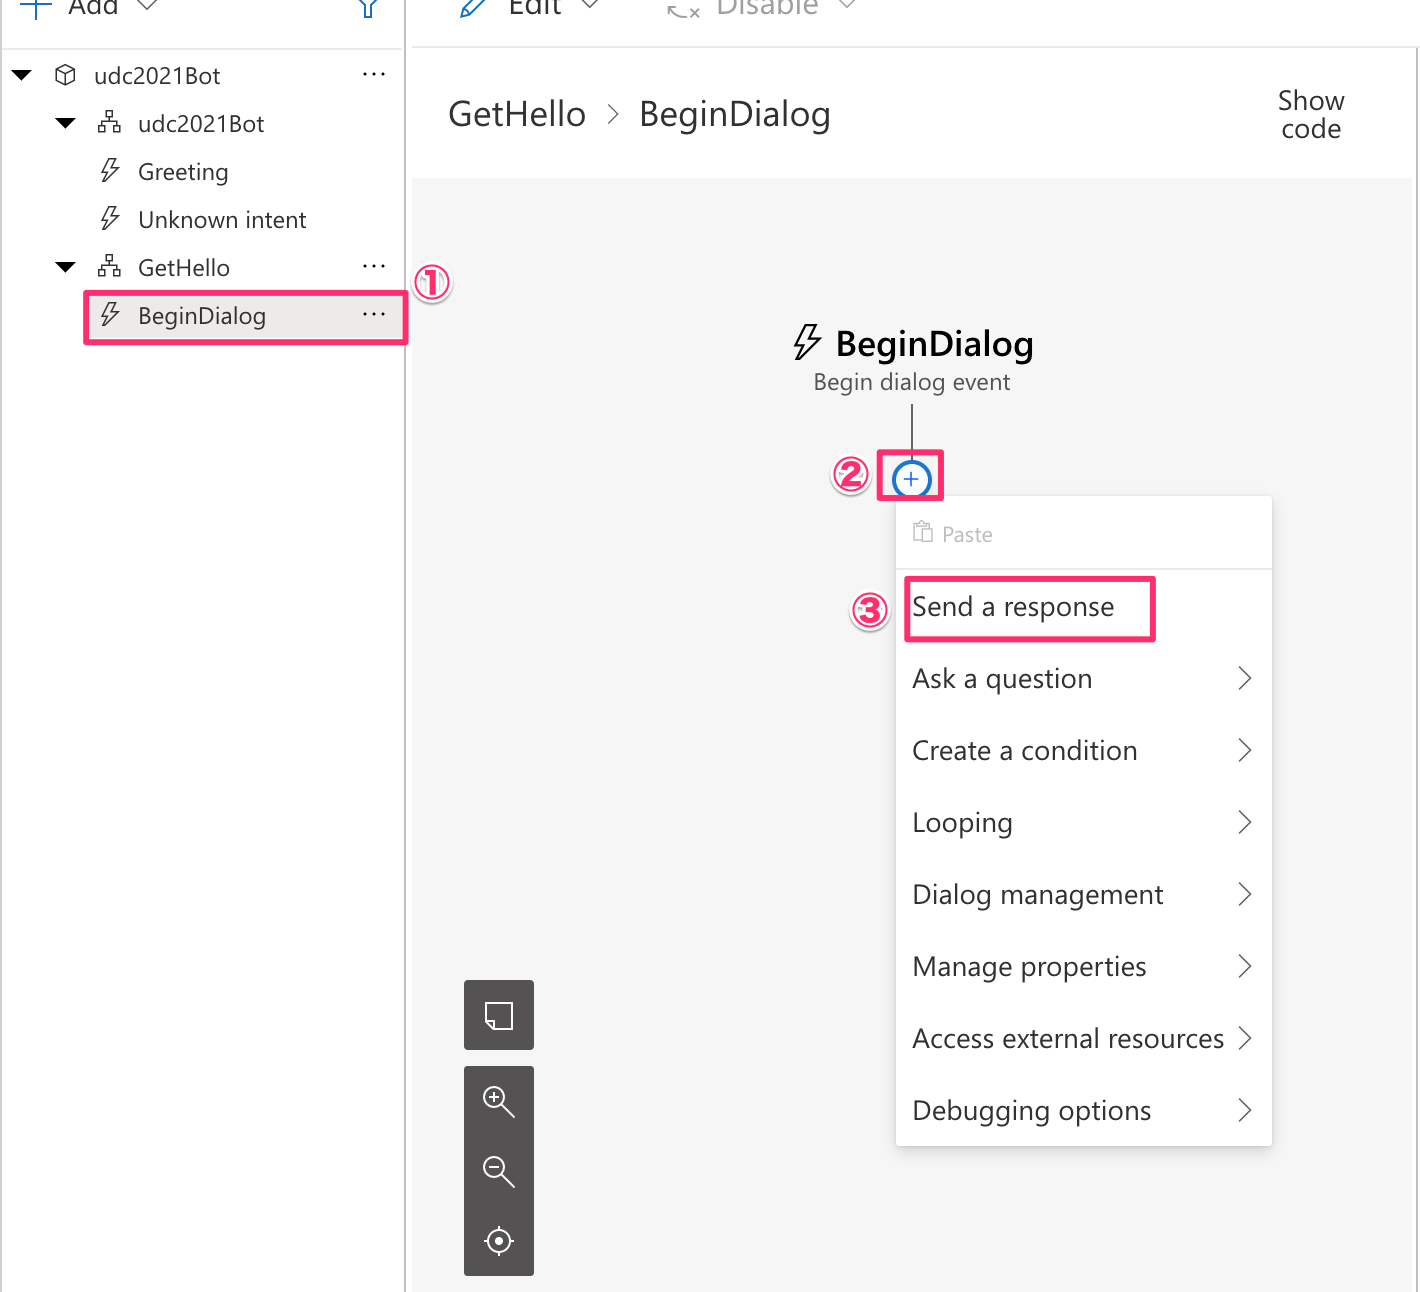 Add
Edit
Disable
udc2021Bot
...
udc2021Bot
Greeting
Unknown intent
GetHello
...
BeginDialog
...
①
GetHello > BeginDialog
Show
code
BeginDialog
Begin dialog event
②
+
Paste
③
Send a response
Ask a question
Create a condition
Looping
Dialog management
Manage properties
Access external resources
Debugging options